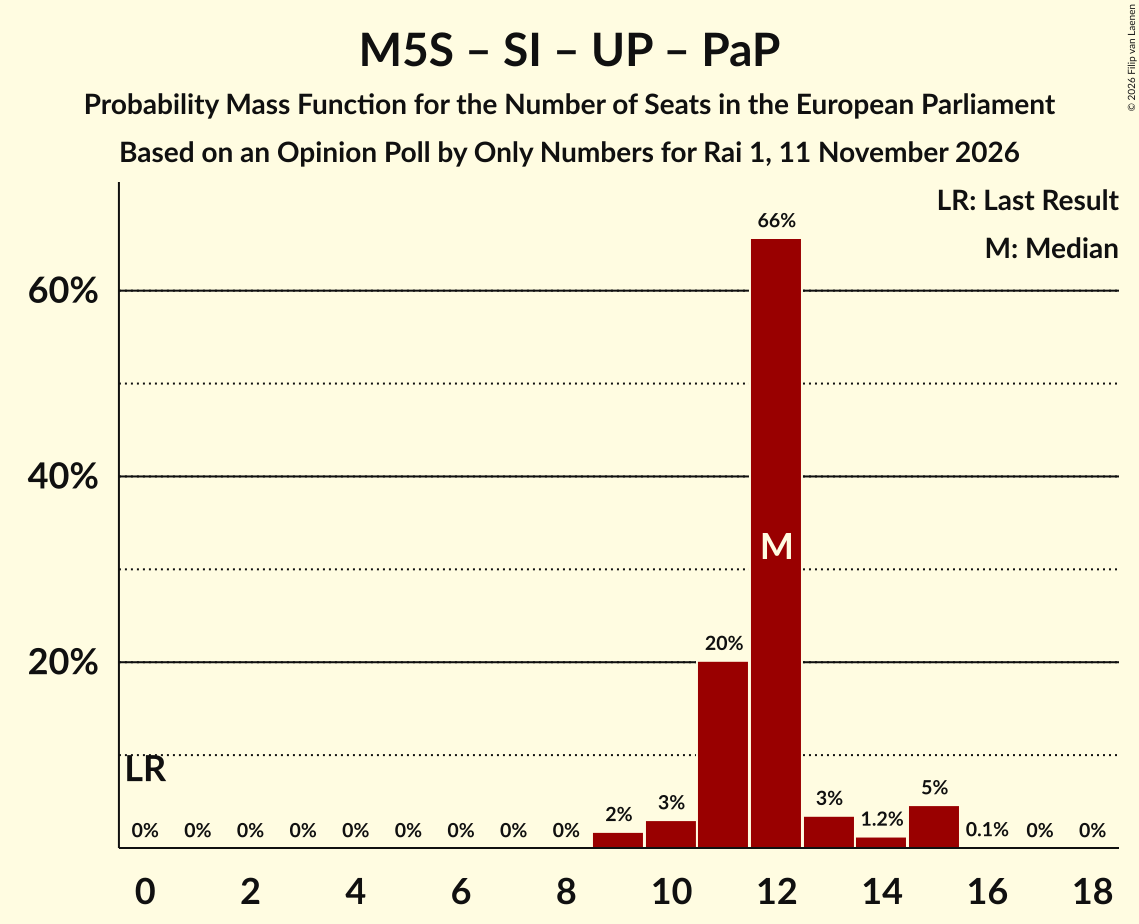 M5S – SI – UP – PaP
Probability Mass Function for the Number of Seats in the European Parliament
Based on an Opinion Poll by Only Numbers for Rai 1, 11 November 2026
© 2026 Filip van Laenen
LR: Last Result
M: Median
66%
60%
40%
M
20%
20%
LR
0% 0% 0% 0% 0% 0% 0% 0% 0% 2% 3% 3% 1.2% 5% 0.1% 0% 0%
0 2 4 6 8 10 12 14 16 18